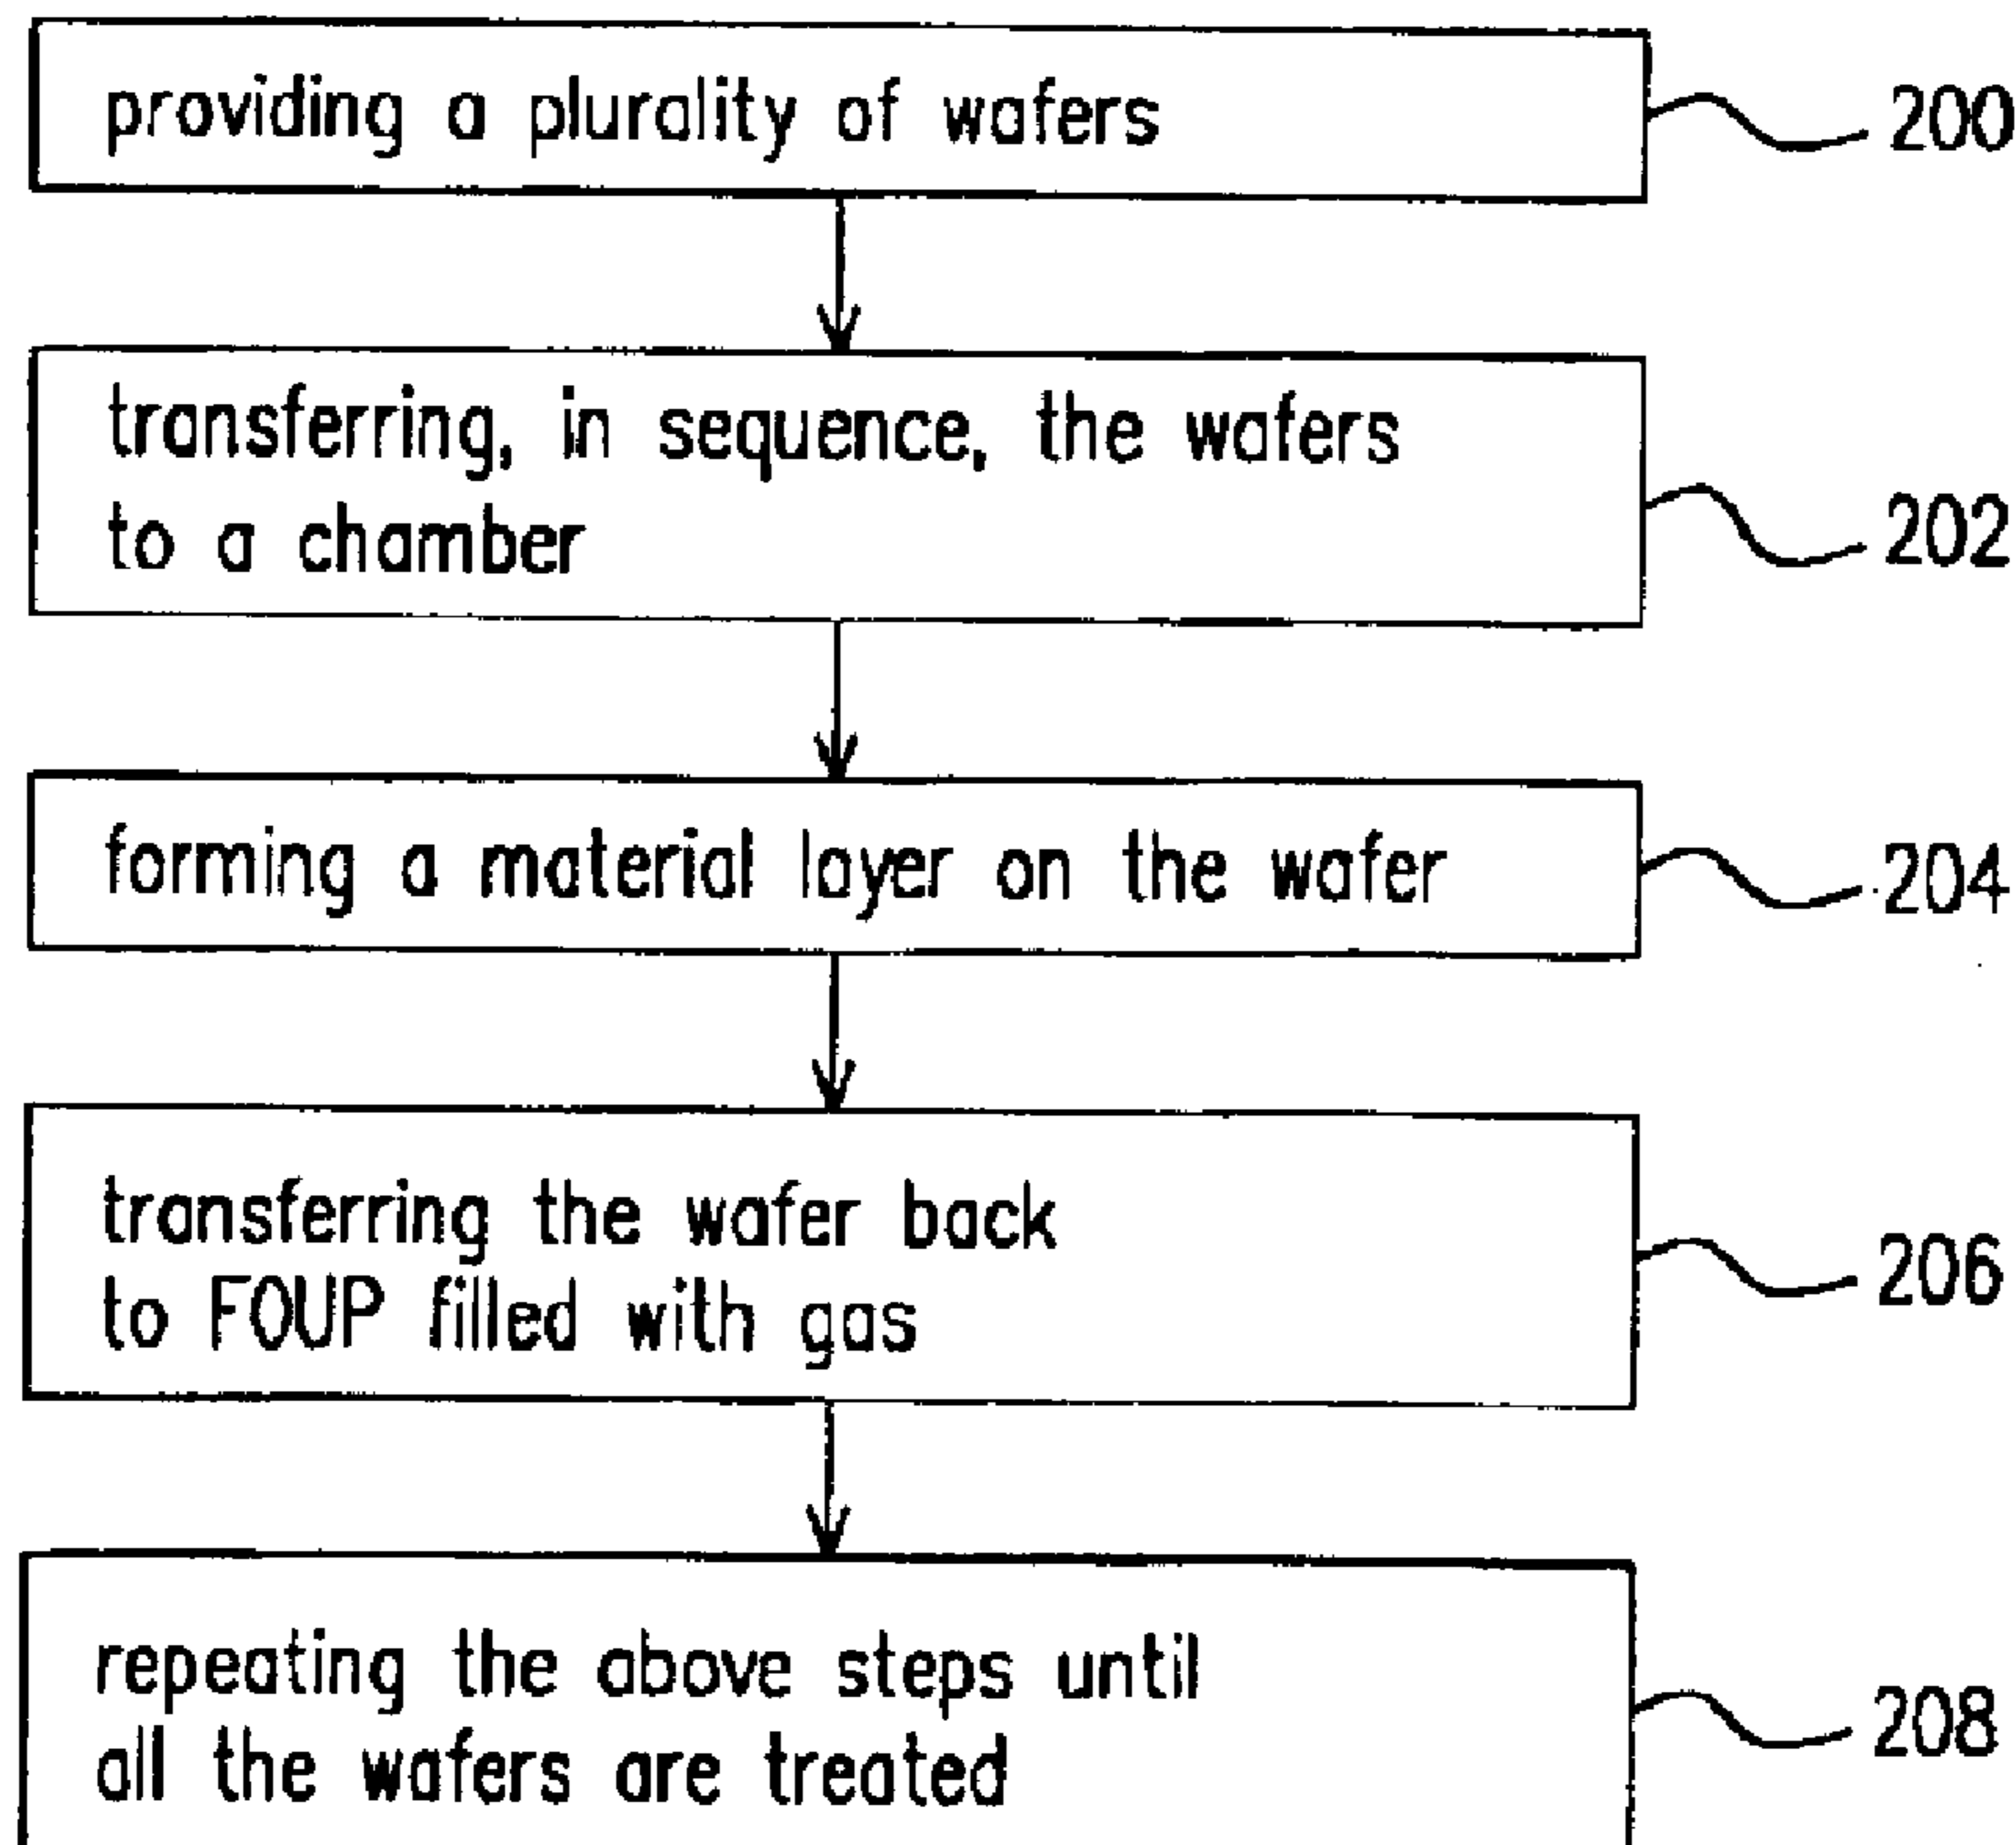 providing a plurality of wafers
200
transferring, in sequence, the wafers
to a chamber
202
forming a material layer on the wafer
204
transferring the wafer back
to FOUP filled with gas
206
repeating the above steps until
all the wafers are treated
208